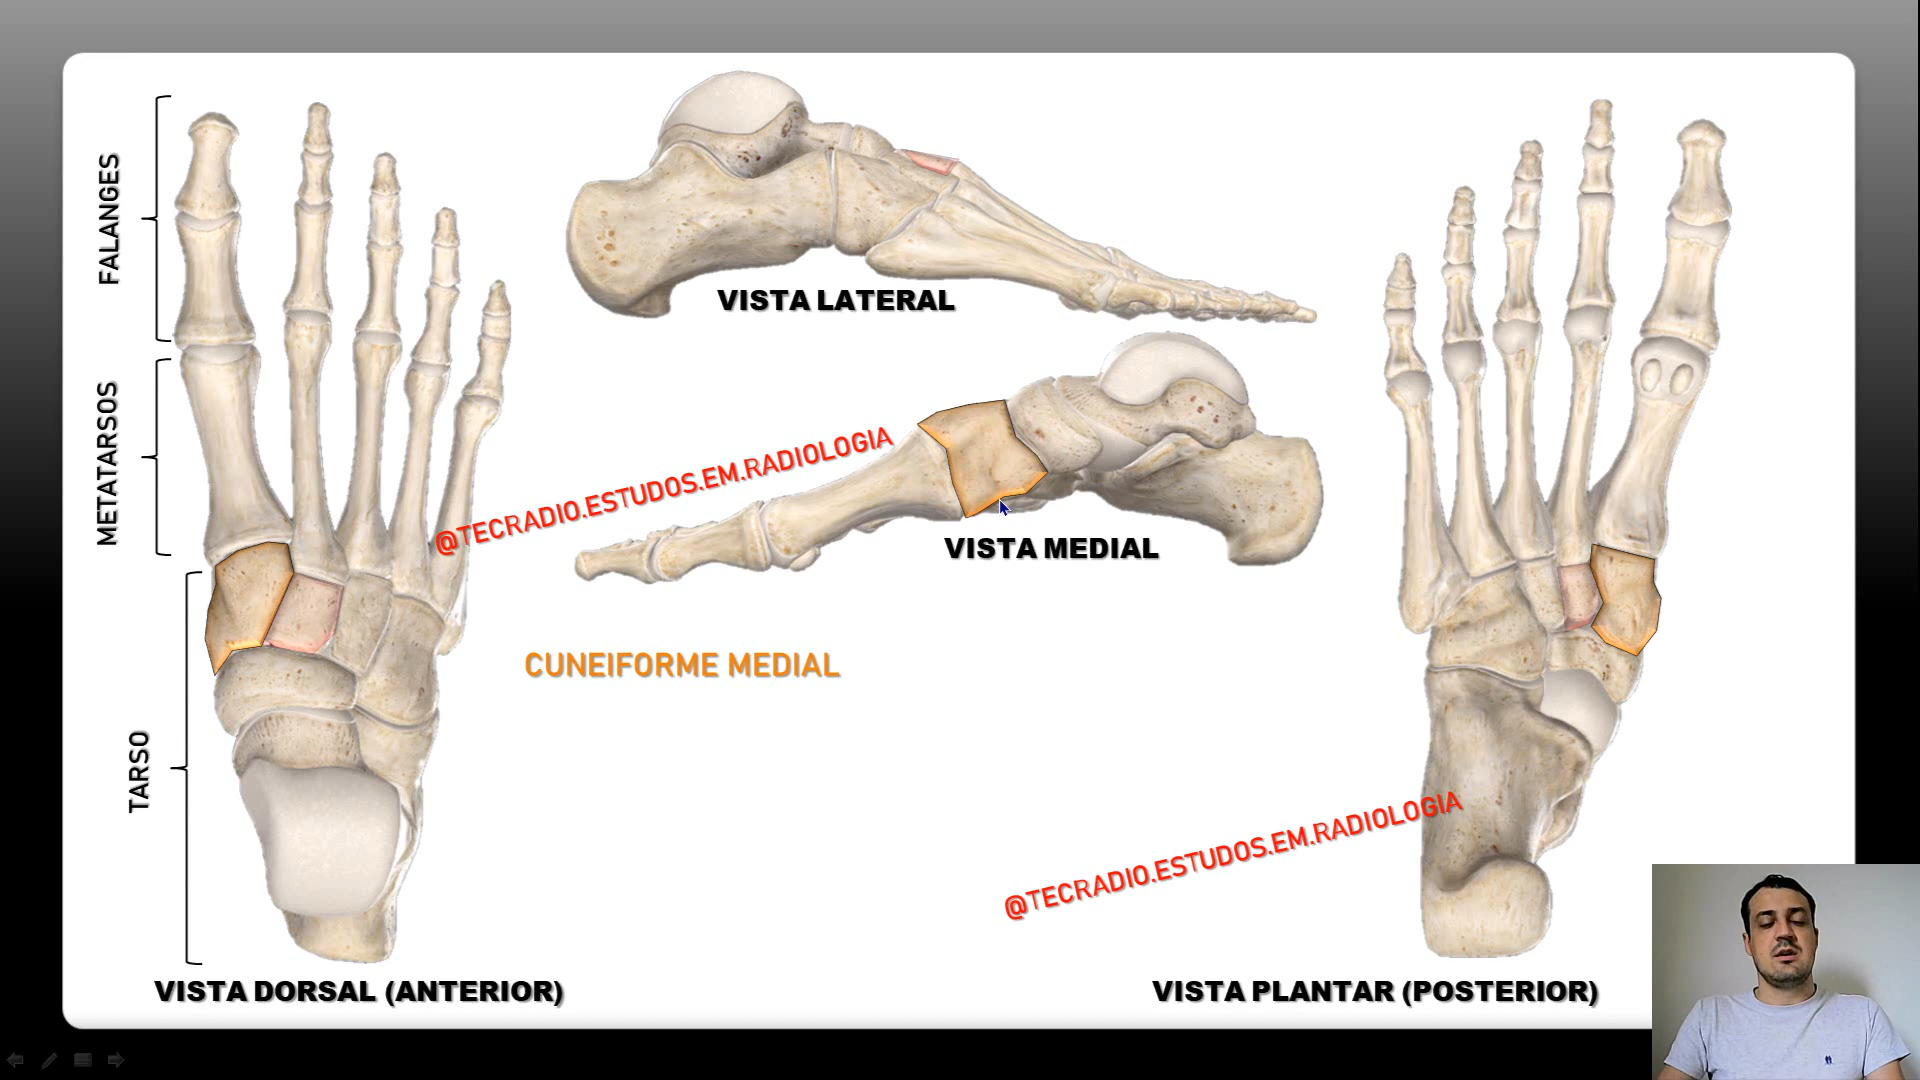 FALANGES
METATARSOS
TARSO
VISTA LATERAL
@TECRADIO.ESTUDOS.EM.RADIOLOGIA
VISTA MEDIAL
CUNEIFORME MEDIAL
@TECRADIO.ESTUDOS.EM.RADIOLOGIA
VISTA DORSAL (ANTERIOR)
VISTA PLANTAR (POSTERIOR)